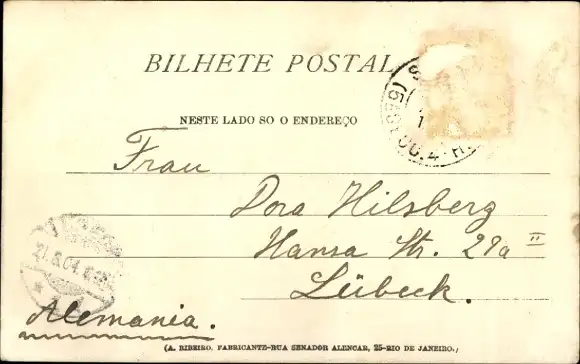 BILHETE POSTAL
NESTE LADO SO O ENDEREÇO
Frau
Dora Hilsberg
Hansa Str. 27a II
Lübeck.
Alemania.
(A. RIBEIRO, FABRICANTE-RUA SENADOR ALENCAR, 25-RIO DE JANEIRO.)